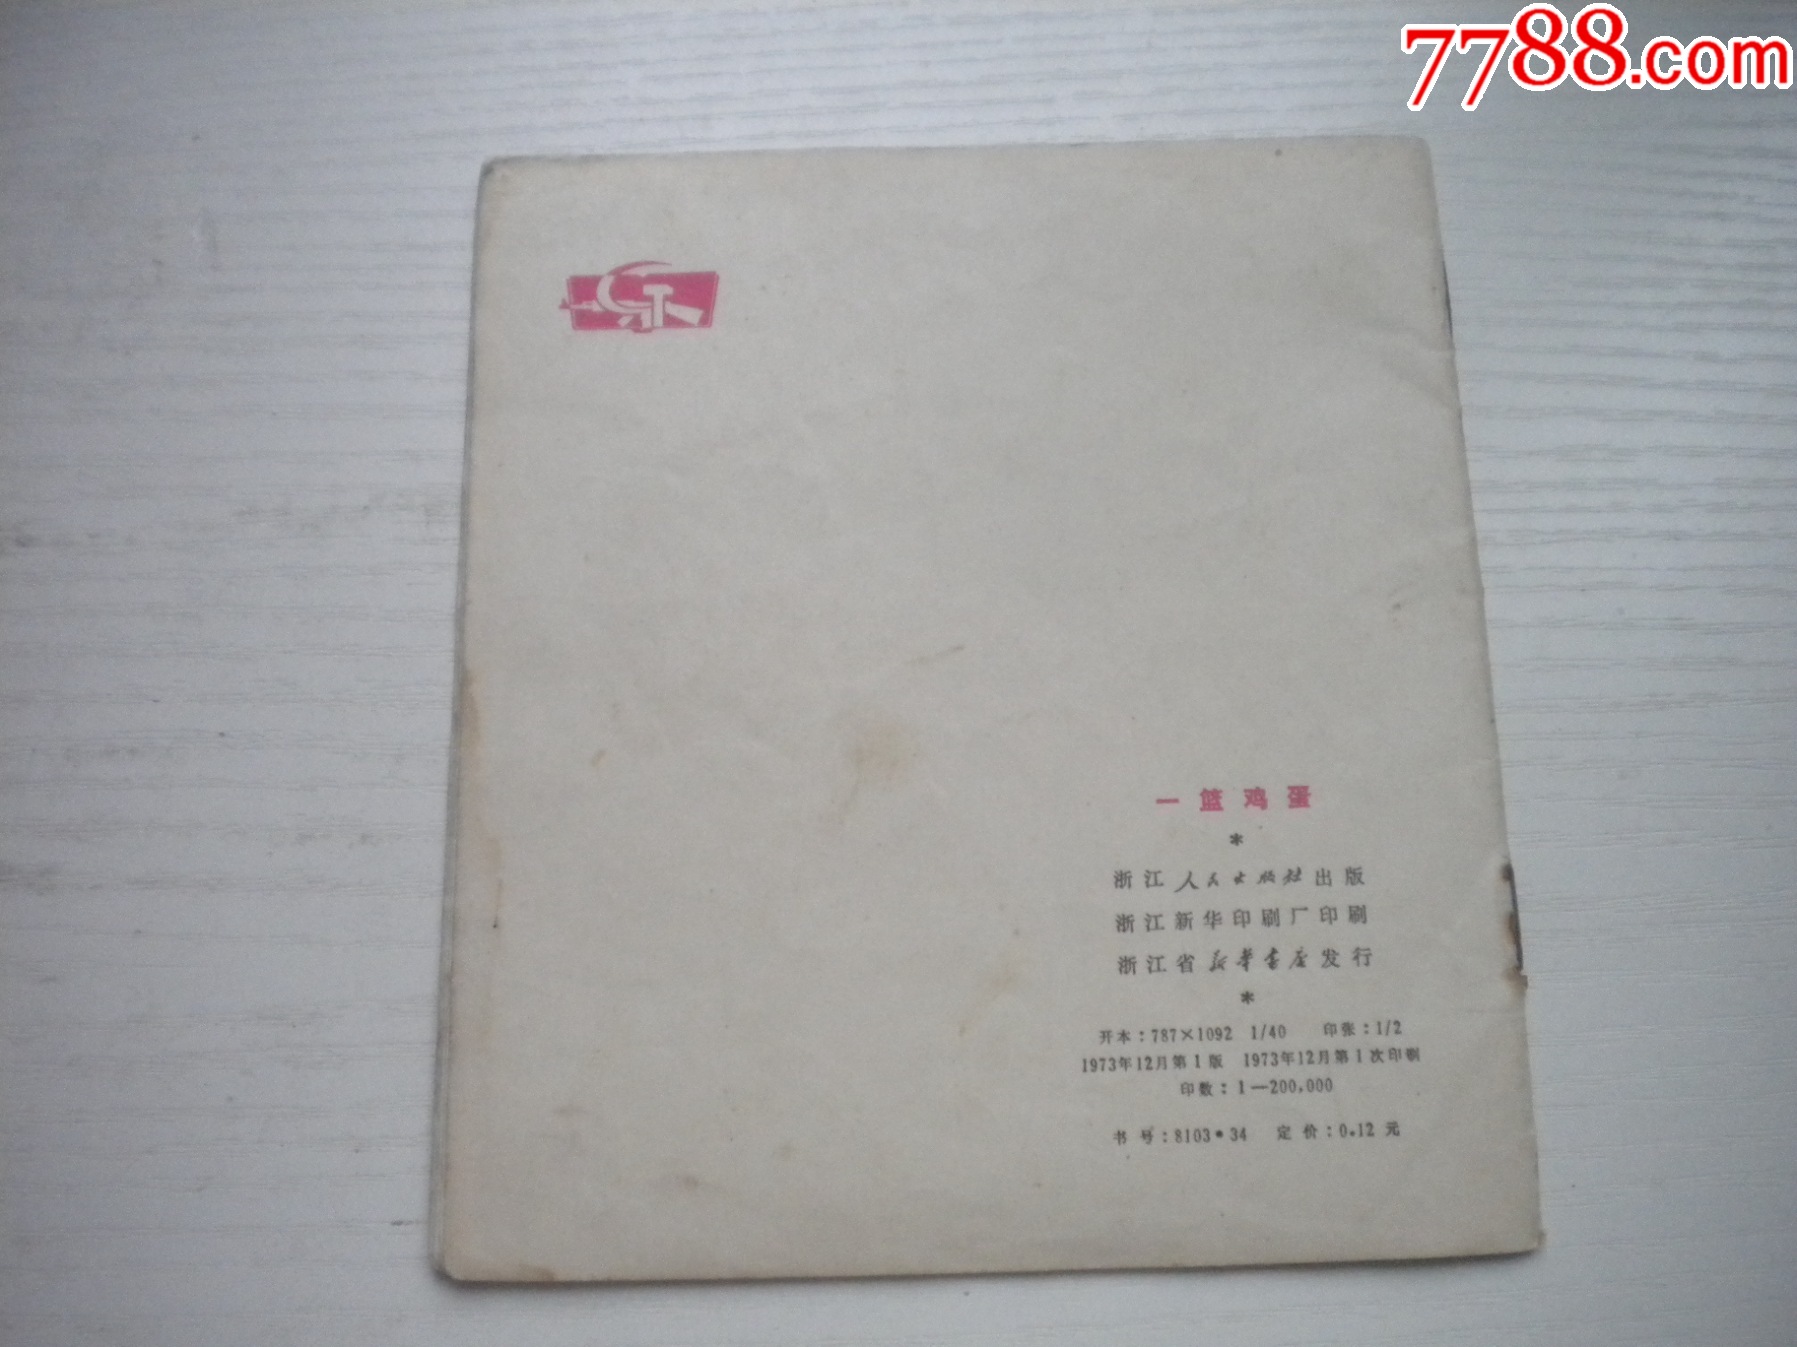 7788.com
一篮鸡蛋
*
浙江人民出版社出版
浙江新华印刷厂印刷
浙江省新华书店发行
*
开本：787×1092 1/40 印张：1/2
1973年12月第1版 1973年12月第1次印刷
印数：1—200,000
书号：8103·34 定价：0.12元